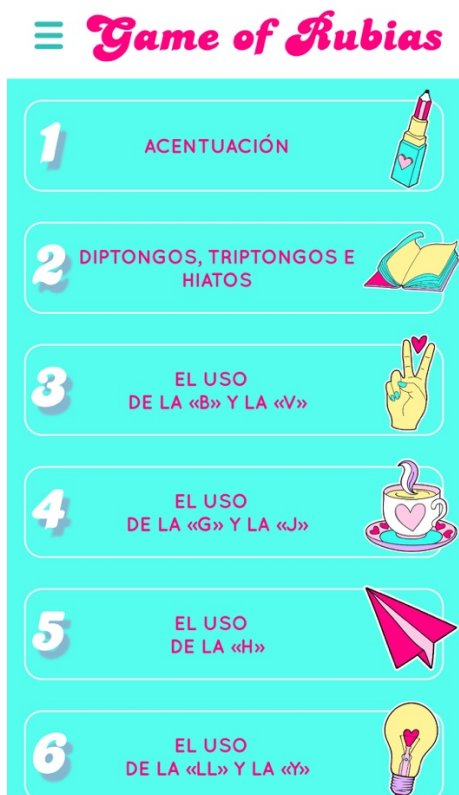 Game of Rubias
1
ACENTUACIÓN
2
DIPTONGOS, TRIPTONGOS E
HIATOS
3
EL USO
DE LA «B» Y LA «V»
4
EL USO
DE LA «G» Y LA «J»
5
EL USO
DE LA «H»
6
EL USO
DE LA «LL» Y LA «Y»